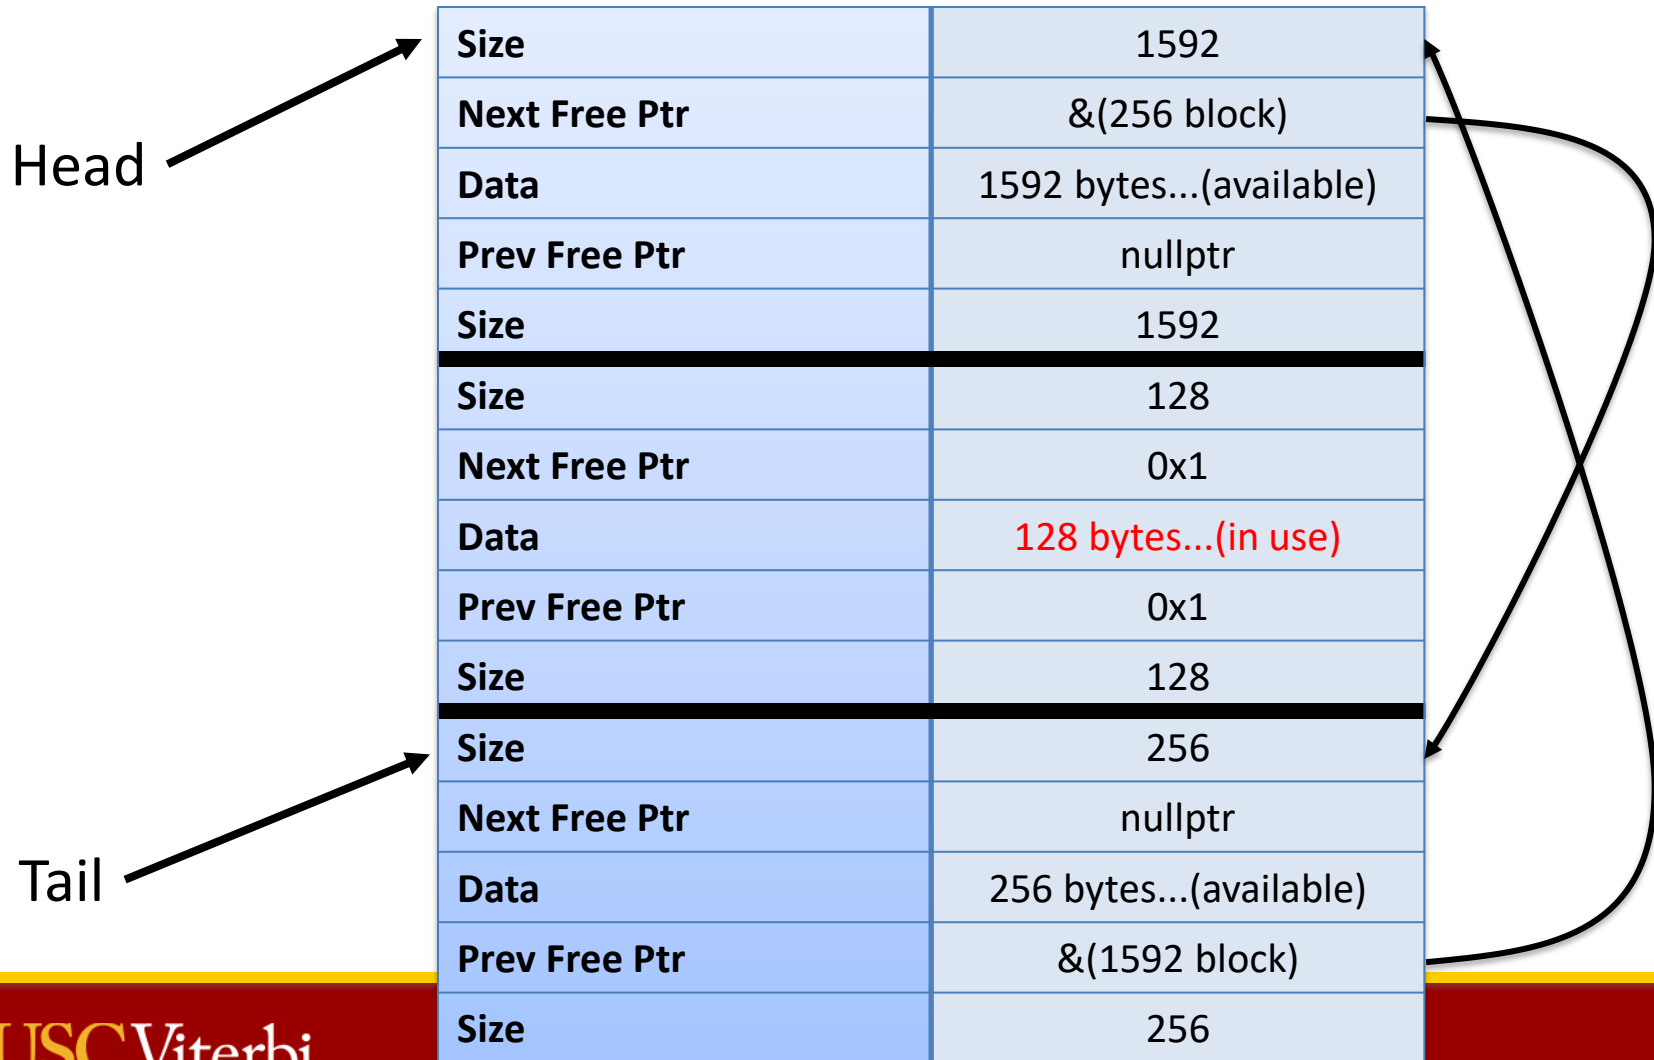 Size 1592
Next Free Ptr &(256 block)
Head
Data 1592 bytes...(available)
Prev Free Ptr nullptr
Size 1592
Size 128
Next Free Ptr 0x1
Data 128 bytes...(in use)
Prev Free Ptr 0x1
Size 128
Size 256
Next Free Ptr nullptr
Tail
Data 256 bytes...(available)
Prev Free Ptr &(1592 block)
Size 256
USC Viterbi